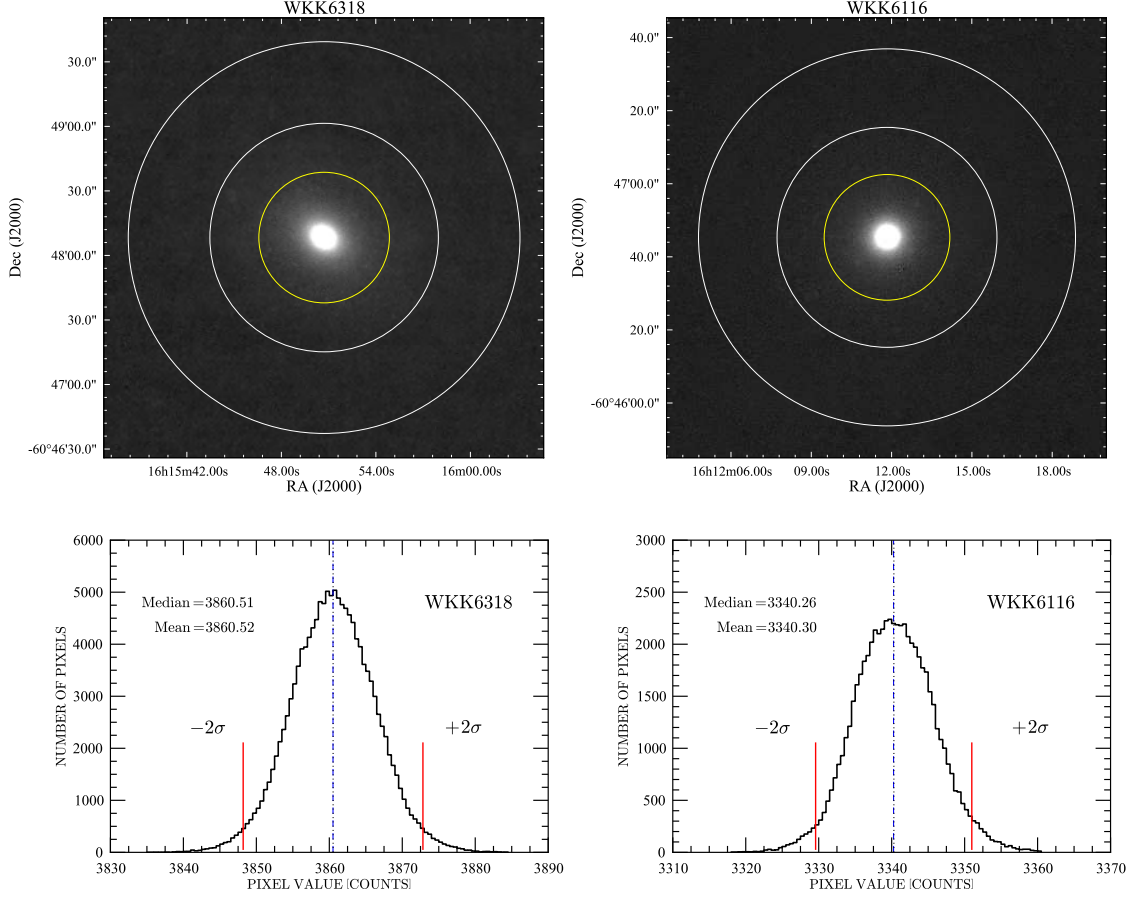 WKK6318
30.0"
49'00.0"
30.0"
48'00.0"
30.0"
47'00.0"
-60°46'30.0"
Dec (J2000)
16h15m42.00s 48.00s 54.00s 16m00.00s
RA (J2000)
WKK6116
40.0"
20.0"
47'00.0"
40.0"
20.0"
-60°46'00.0"
Dec (J2000)
16h12m06.00s 09.00s 12.00s 15.00s 18.00s
RA (J2000)
6000
5000
4000
3000
2000
1000
0
NUMBER OF PIXELS
Median=3860.51
Mean=3860.52
WKK6318
−2σ
+2σ
3830 3840 3850 3860 3870 3880 3890
PIXEL VALUE [COUNTS]
3000
2500
2000
1500
1000
500
0
NUMBER OF PIXELS
Median=3340.26
Mean=3340.30
WKK6116
−2σ
+2σ
3310 3320 3330 3340 3350 3360 3370
PIXEL VALUE [COUNTS]